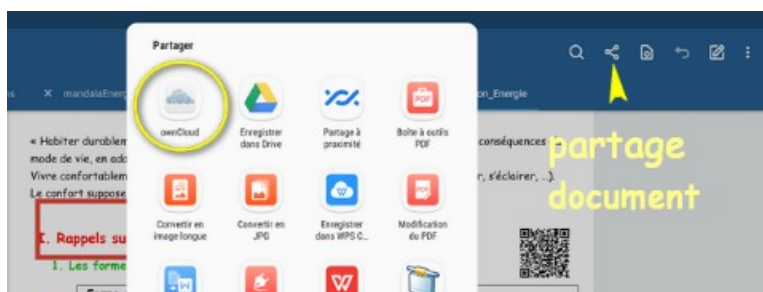 Partager
mandalaEnerg
on_Energie
ownCloud
Enregistrer
dans Drive
Partage à
proximité
Boîte à outils
PDF
« Habiter durablem
conséquences
mode de vie, en ado
Vivre confortablem
r, s'éclairer, ...).
Le confort suppose
partage
document
Convertir en
image longue
Convertir en
JPG
Enregistrer
dans WPS C...
Modification
du PDF
I. Rappels su
1. Les forme